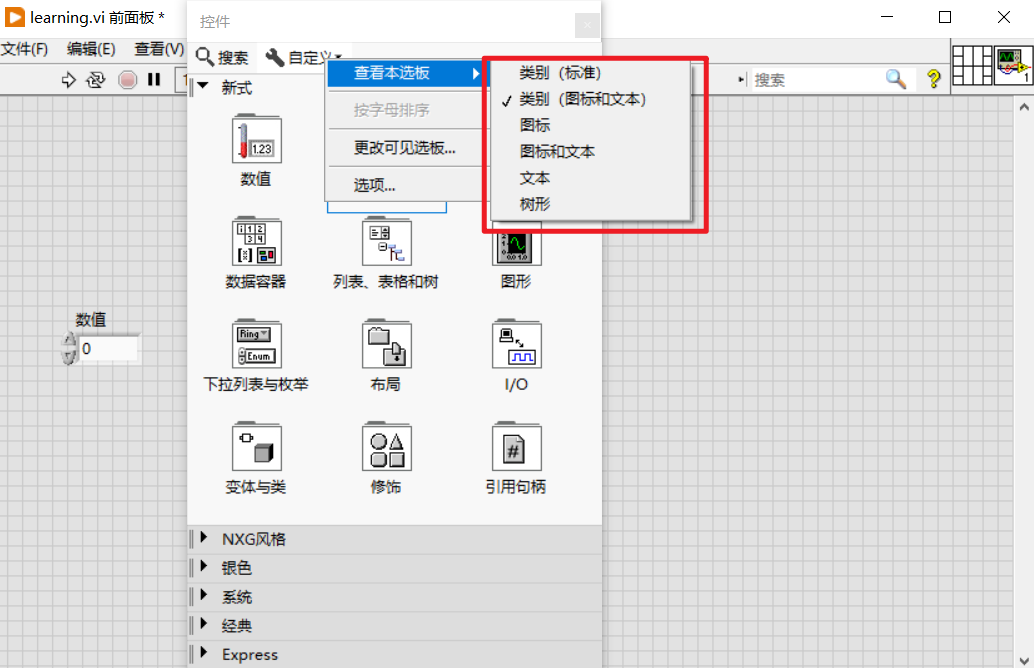 learning.vi 前面板 *
控件
文件(F) 编辑(E) 查看(V)
搜索 自定义
搜索
1
新式
查看本选板
按字母排序
更改可见选板...
选项...
类别（标准）
✓ 类别（图标和文本）
图标
图标和文本
文本
树形
1.23
数值
数据容器
列表、表格和树
图形
Ring
Enum
下拉列表与枚举
布局
I/O
#
变体与类
修饰
引用句柄
数值
0
NXG风格
银色
系统
经典
Express